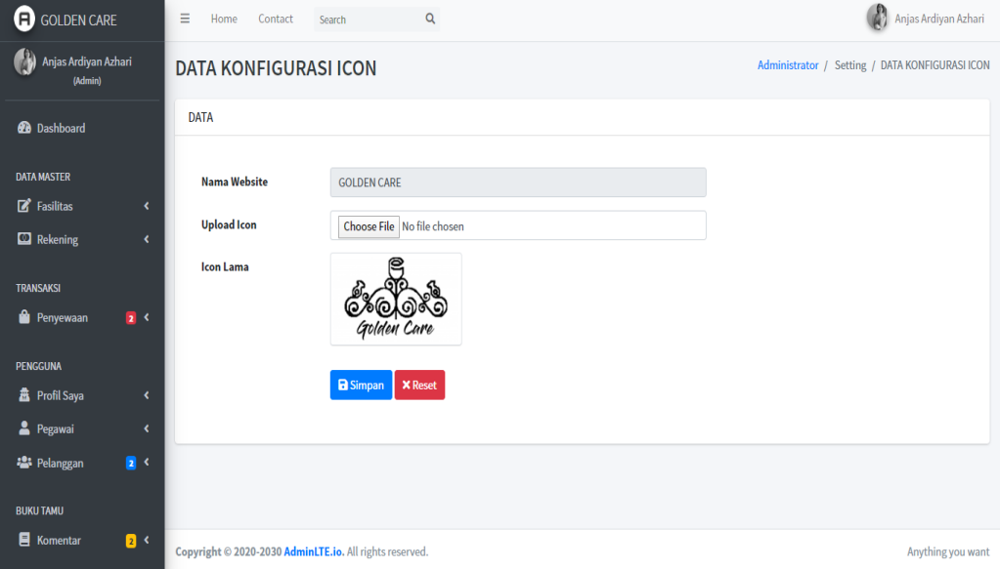 GOLDEN CARE
Anjas Ardiyan Azhari
(Admin)
Dashboard
DATA MASTER
Fasilitas
Rekening
TRANSAKSI
Penyewaan 2
PENGGUNA
Profil Saya
Pegawai
Pelanggan 2
BUKU TAMU
Komentar 2
Home Contact Search Anjas Ardiyan Azhari
DATA KONFIGURASI ICON Administrator / Setting / DATA KONFIGURASI ICON
DATA
Nama Website GOLDEN CARE
Upload Icon Choose File No file chosen
Icon Lama
Golden Care
Simpan Reset
Copyright © 2020-2030 AdminLTE.io. All rights reserved. Anything you want